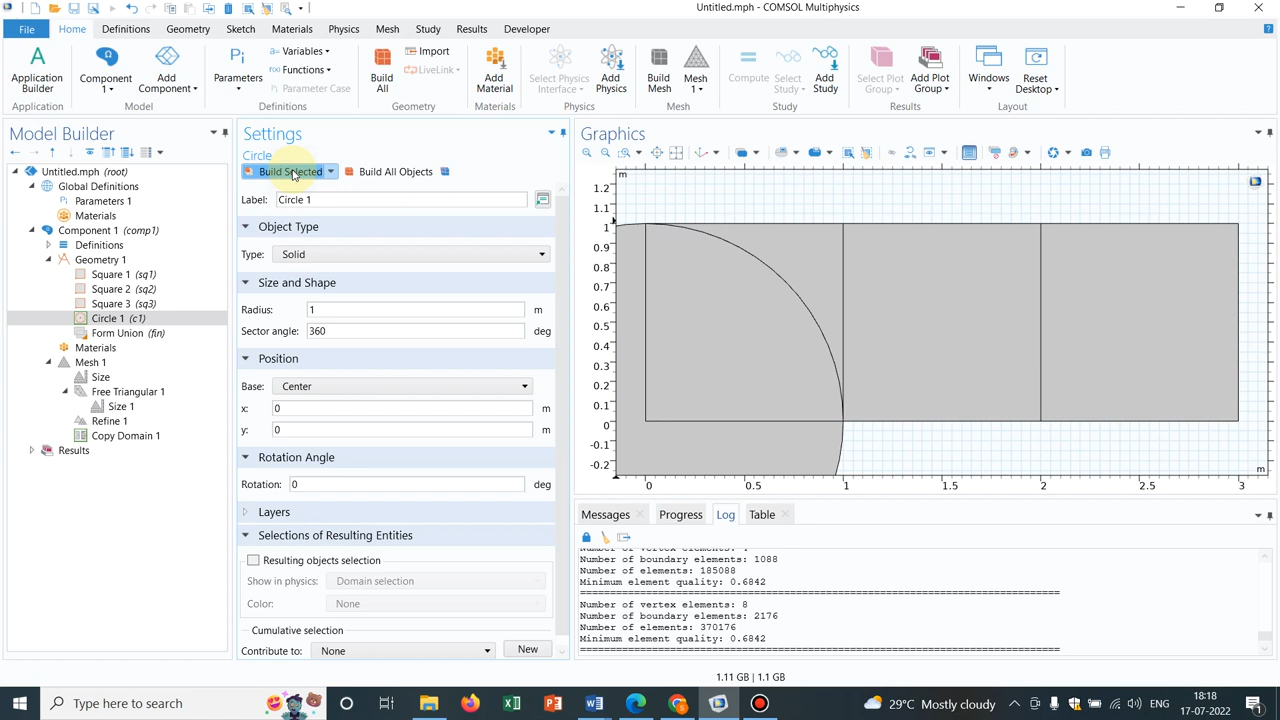 Untitled.mph - COMSOL Multiphysics
File
Home
Definitions
Geometry
Sketch
Materials
Physics
Mesh
Study
Results
Developer
Application Builder
Component 1
Add Component
Parameters
Variables
Functions
Parameter Case
Build All
Import
LiveLink
Add Material
Select Physics Interface
Add Physics
Build Mesh
Mesh 1
Compute
Select Study
Add Study
Select Plot Group
Add Plot Group
Windows
Reset Desktop
Application
Model
Definitions
Geometry
Materials
Physics
Mesh
Study
Results
Layout
Model Builder
Untitled.mph (root)
Global Definitions
Parameters 1
Materials
Component 1 (comp1)
Definitions
Geometry 1
Square 1 (sq1)
Square 2 (sq2)
Square 3 (sq3)
Circle 1 (c1)
Form Union (fin)
Materials
Mesh 1
Size
Free Triangular 1
Size 1
Refine 1
Copy Domain 1
Results
Settings
Circle
Build Selected
Build All Objects
Label: Circle 1
Object Type
Type: Solid
Size and Shape
Radius: 1 m
Sector angle: 360 deg
Position
Base: Center
x: 0 m
y: 0 m
Rotation Angle
Rotation: 0 deg
Layers
Selections of Resulting Entities
Resulting objects selection
Show in physics: Domain selection
Color: None
Cumulative selection
Contribute to: None New
Graphics
m
1.2
1.1
1
0.9
0.8
0.7
0.6
0.5
0.4
0.3
0.2
0.1
0
-0.1
-0.2
m
0 0.5 1 1.5 2 2.5 3
Messages
Progress
Log
Table
Number of boundary elements: 1088
Number of elements: 185088
Minimum element quality: 0.6842
Number of vertex elements: 8
Number of boundary elements: 2176
Number of elements: 370176
Minimum element quality: 0.6842
1.11 GB | 1.1 GB
Type here to search
29°C Mostly cloudy
ENG
18:18
17-07-2022
1